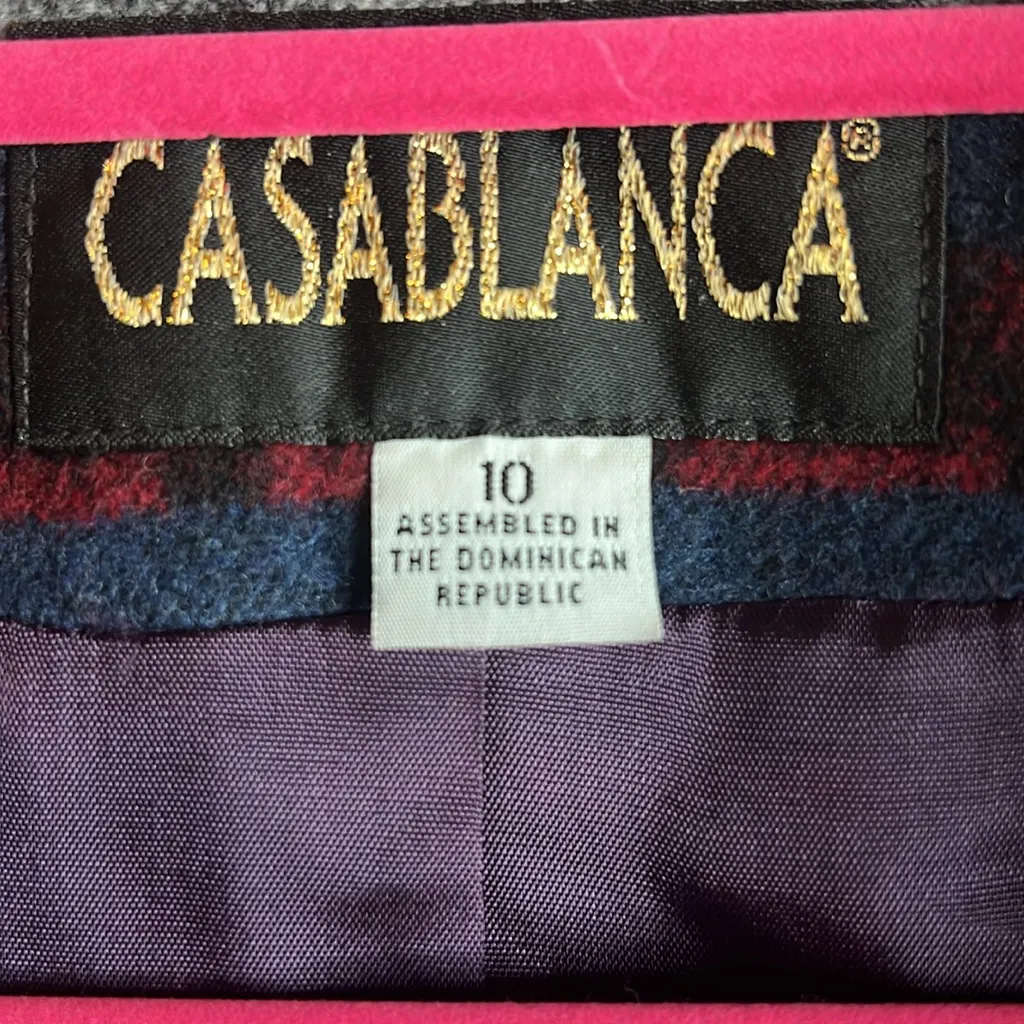 CASABLANCA®
10
ASSEMBLED IN
THE DOMINICAN
REPUBLIC